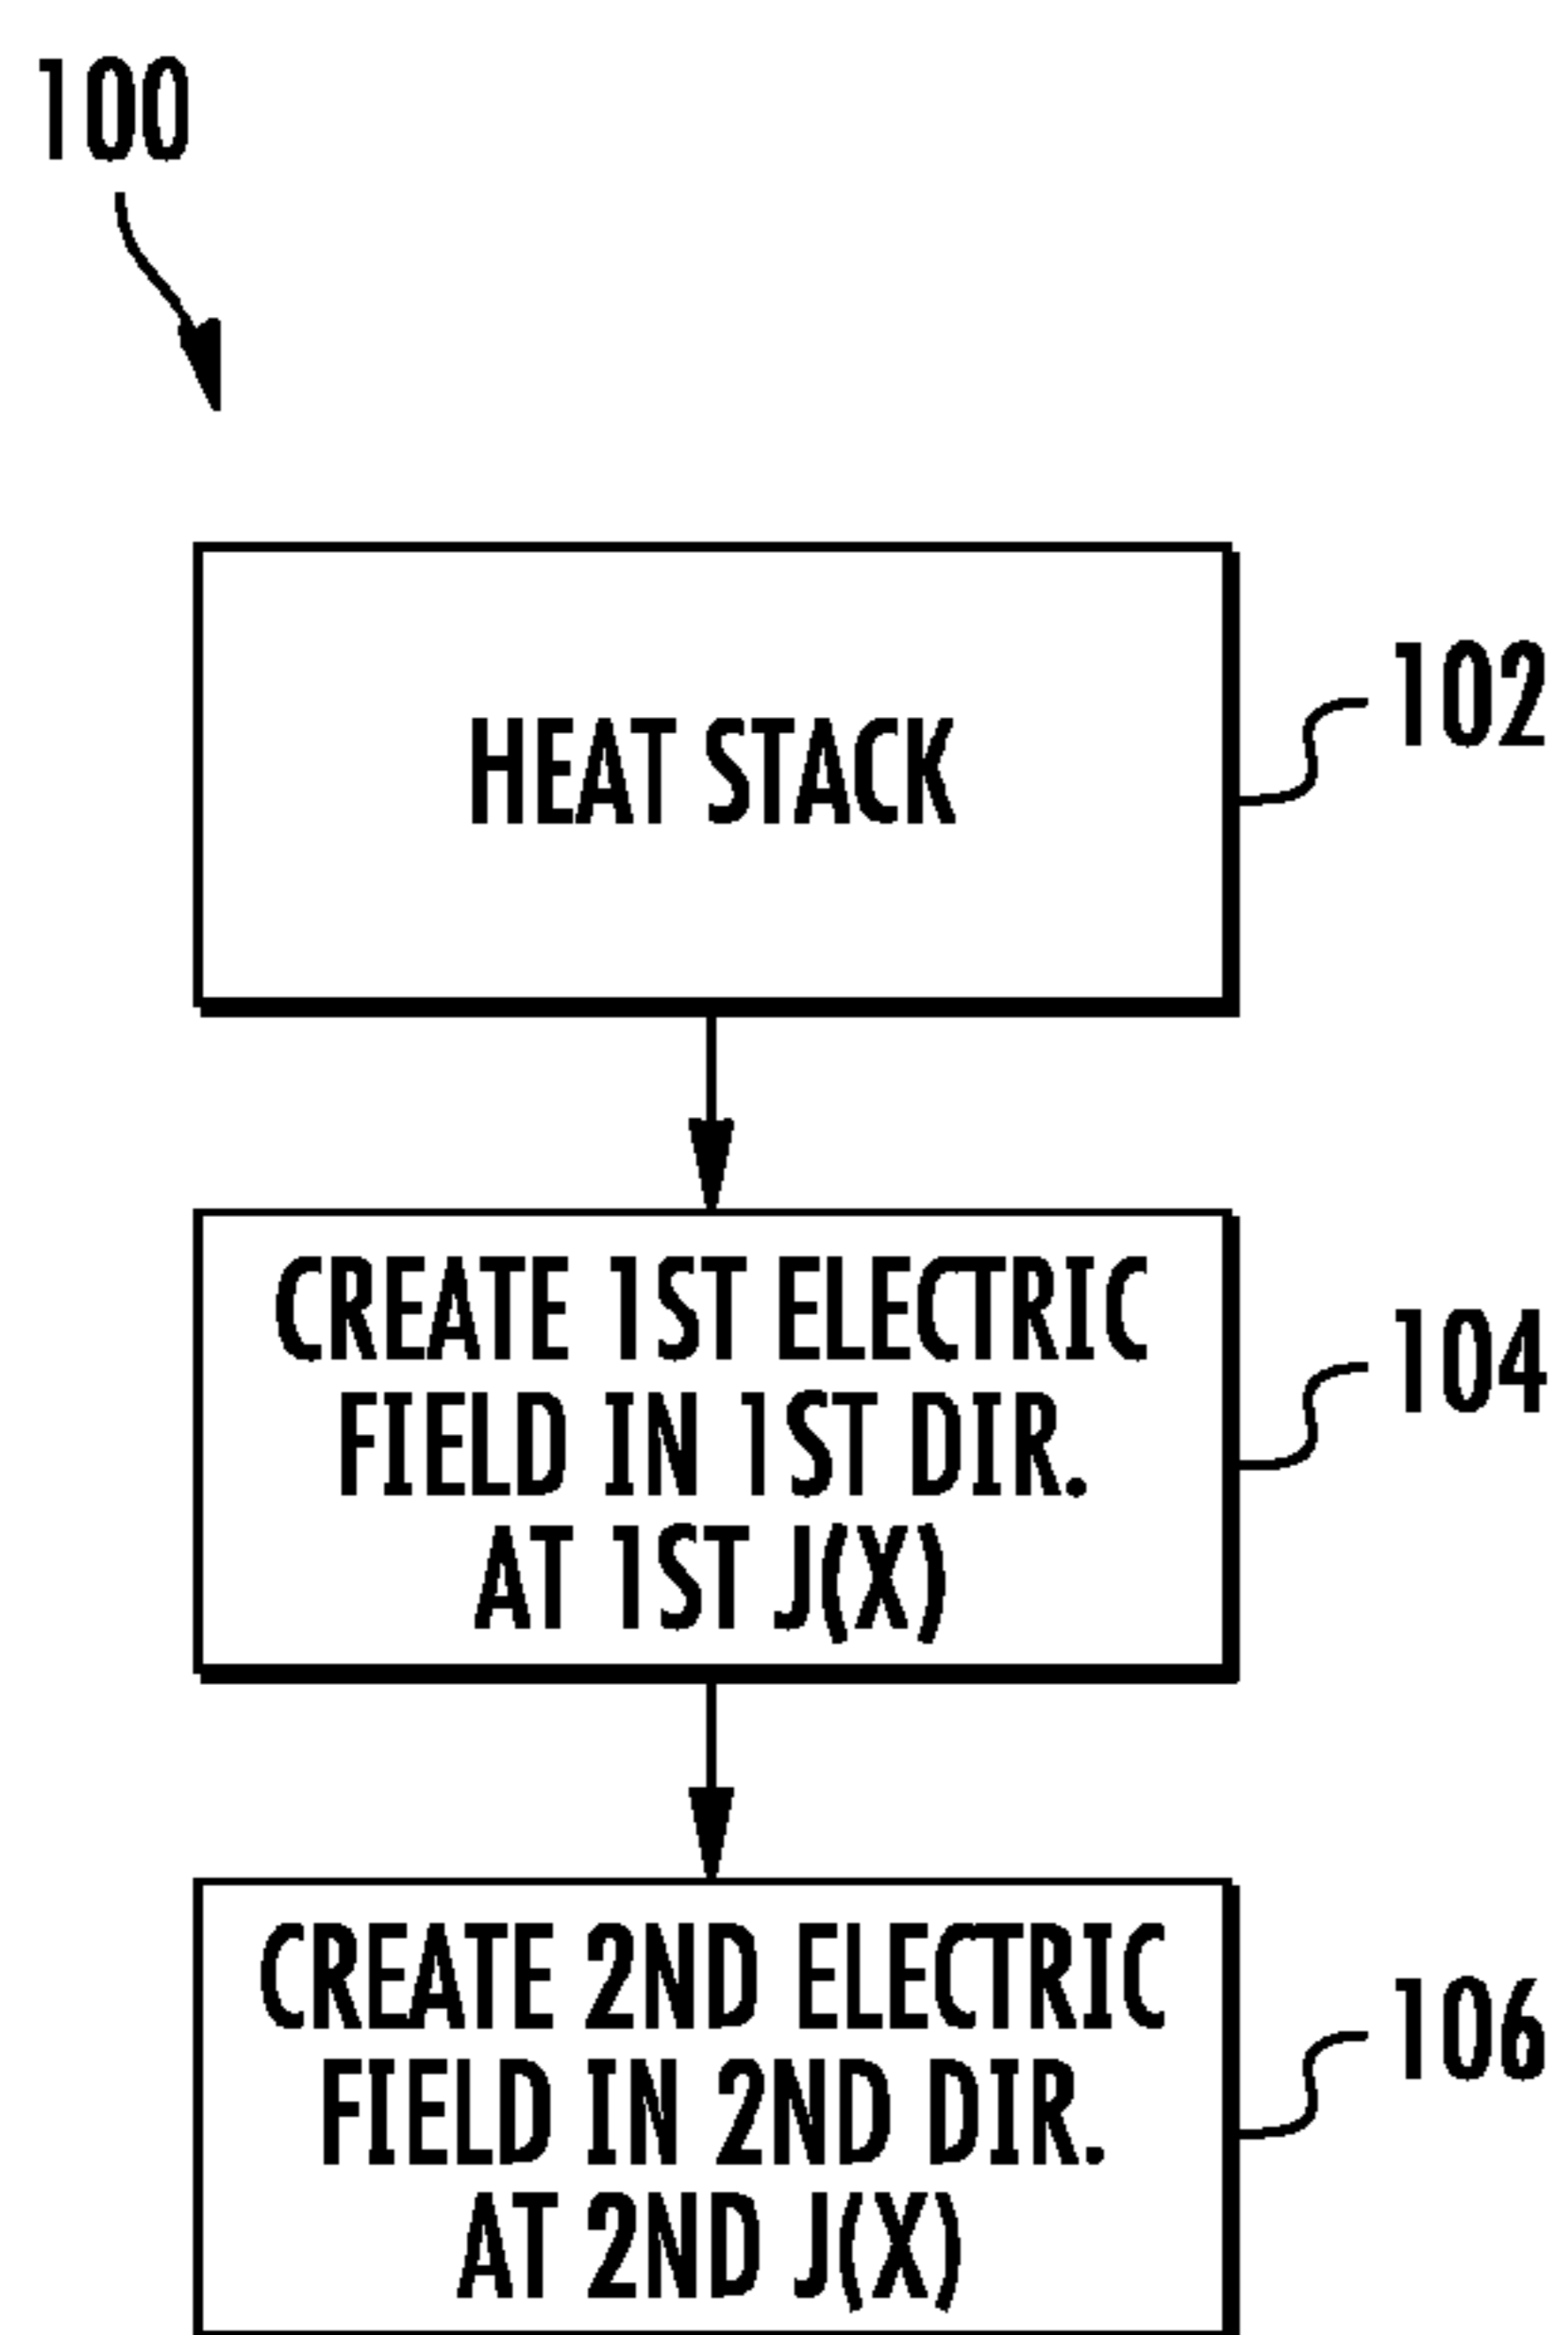 100
HEAT STACK
102
CREATE 1ST ELECTRIC
FIELD IN 1ST DIR.
AT 1ST J(X)
104
CREATE 2ND ELECTRIC
FIELD IN 2ND DIR.
AT 2ND J(X)
106